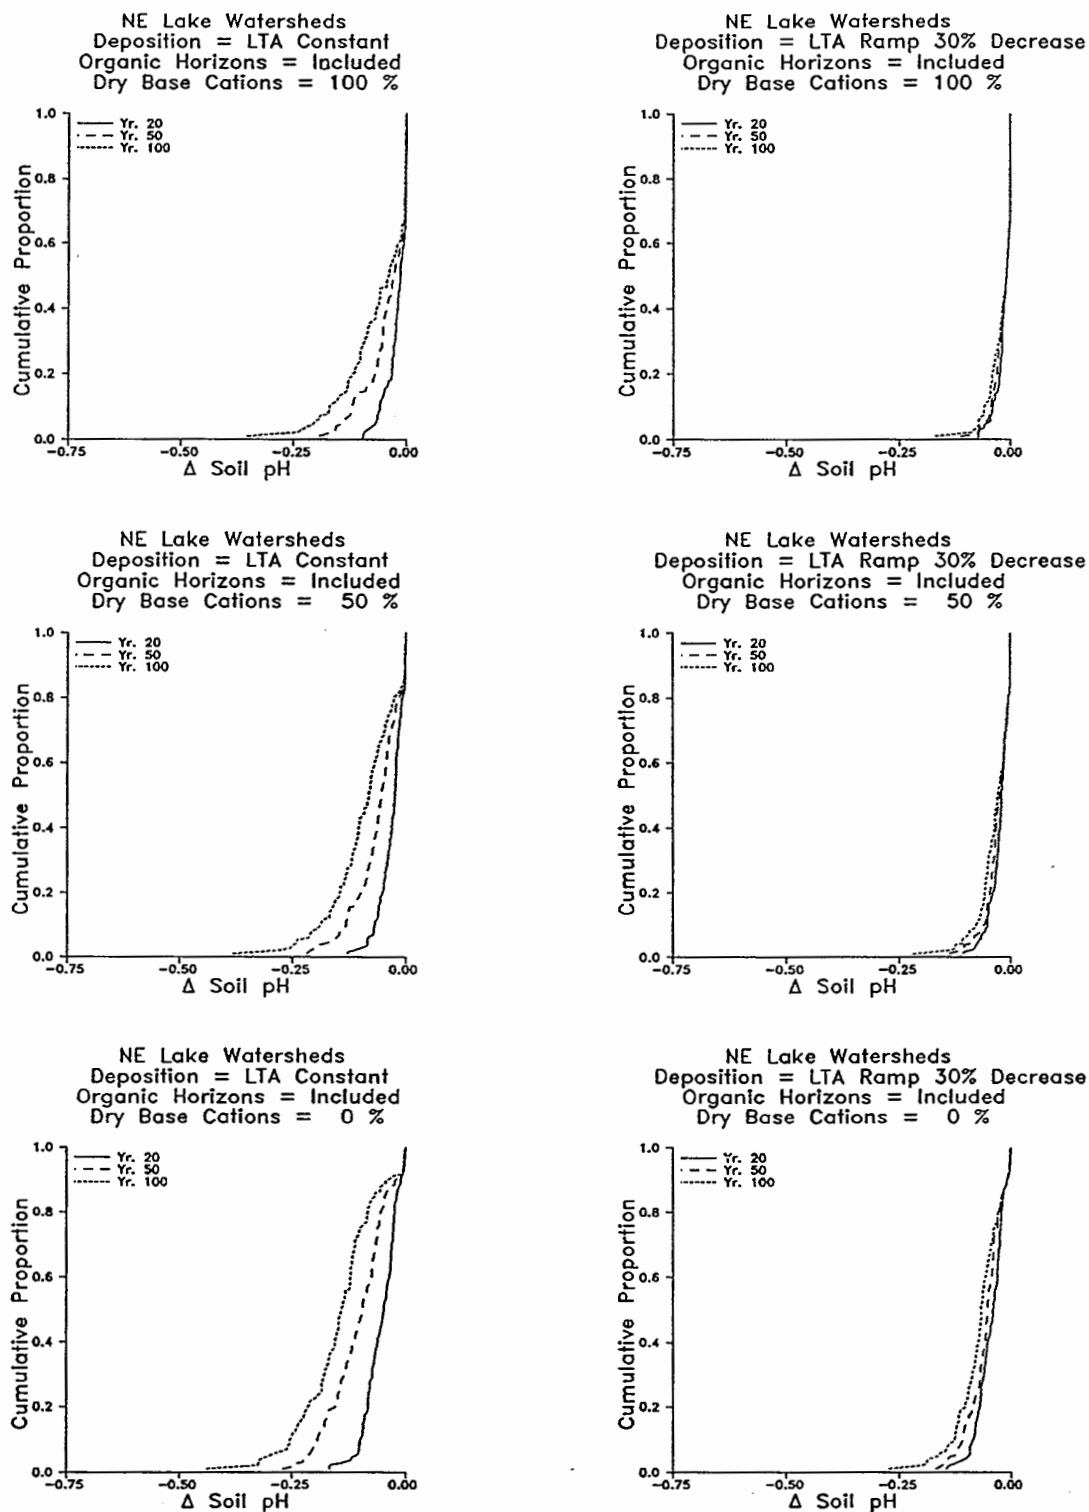 NE Lake Watersheds
Deposition = LTA Constant
Organic Horizons = Included
Dry Base Cations = 100 %
1.0
0.8
0.6
0.4
0.2
0.0
Cumulative Proportion
Yr. 20
Yr. 50
Yr. 100
-0.75 -0.50 -0.25 0.00
Δ Soil pH
NE Lake Watersheds
Deposition = LTA Ramp 30% Decrease
Organic Horizons = Included
Dry Base Cations = 100 %
1.0
0.8
0.6
0.4
0.2
0.0
Cumulative Proportion
Yr. 20
Yr. 50
Yr. 100
-0.75 -0.50 -0.25 0.00
Δ Soil pH
NE Lake Watersheds
Deposition = LTA Constant
Organic Horizons = Included
Dry Base Cations = 50 %
1.0
0.8
0.6
0.4
0.2
0.0
Cumulative Proportion
Yr. 20
Yr. 50
Yr. 100
-0.75 -0.50 -0.25 0.00
Δ Soil pH
NE Lake Watersheds
Deposition = LTA Ramp 30% Decrease
Organic Horizons = Included
Dry Base Cations = 50 %
1.0
0.8
0.6
0.4
0.2
0.0
Cumulative Proportion
Yr. 20
Yr. 50
Yr. 100
-0.75 -0.50 -0.25 0.00
Δ Soil pH
NE Lake Watersheds
Deposition = LTA Constant
Organic Horizons = Included
Dry Base Cations = 0 %
1.0
0.8
0.6
0.4
0.2
0.0
Cumulative Proportion
Yr. 20
Yr. 50
Yr. 100
-0.75 -0.50 -0.25 0.00
Δ Soil pH
NE Lake Watersheds
Deposition = LTA Ramp 30% Decrease
Organic Horizons = Included
Dry Base Cations = 0 %
1.0
0.8
0.6
0.4
0.2
0.0
Cumulative Proportion
Yr. 20
Yr. 50
Yr. 100
-0.75 -0.50 -0.25 0.00
Δ Soil pH